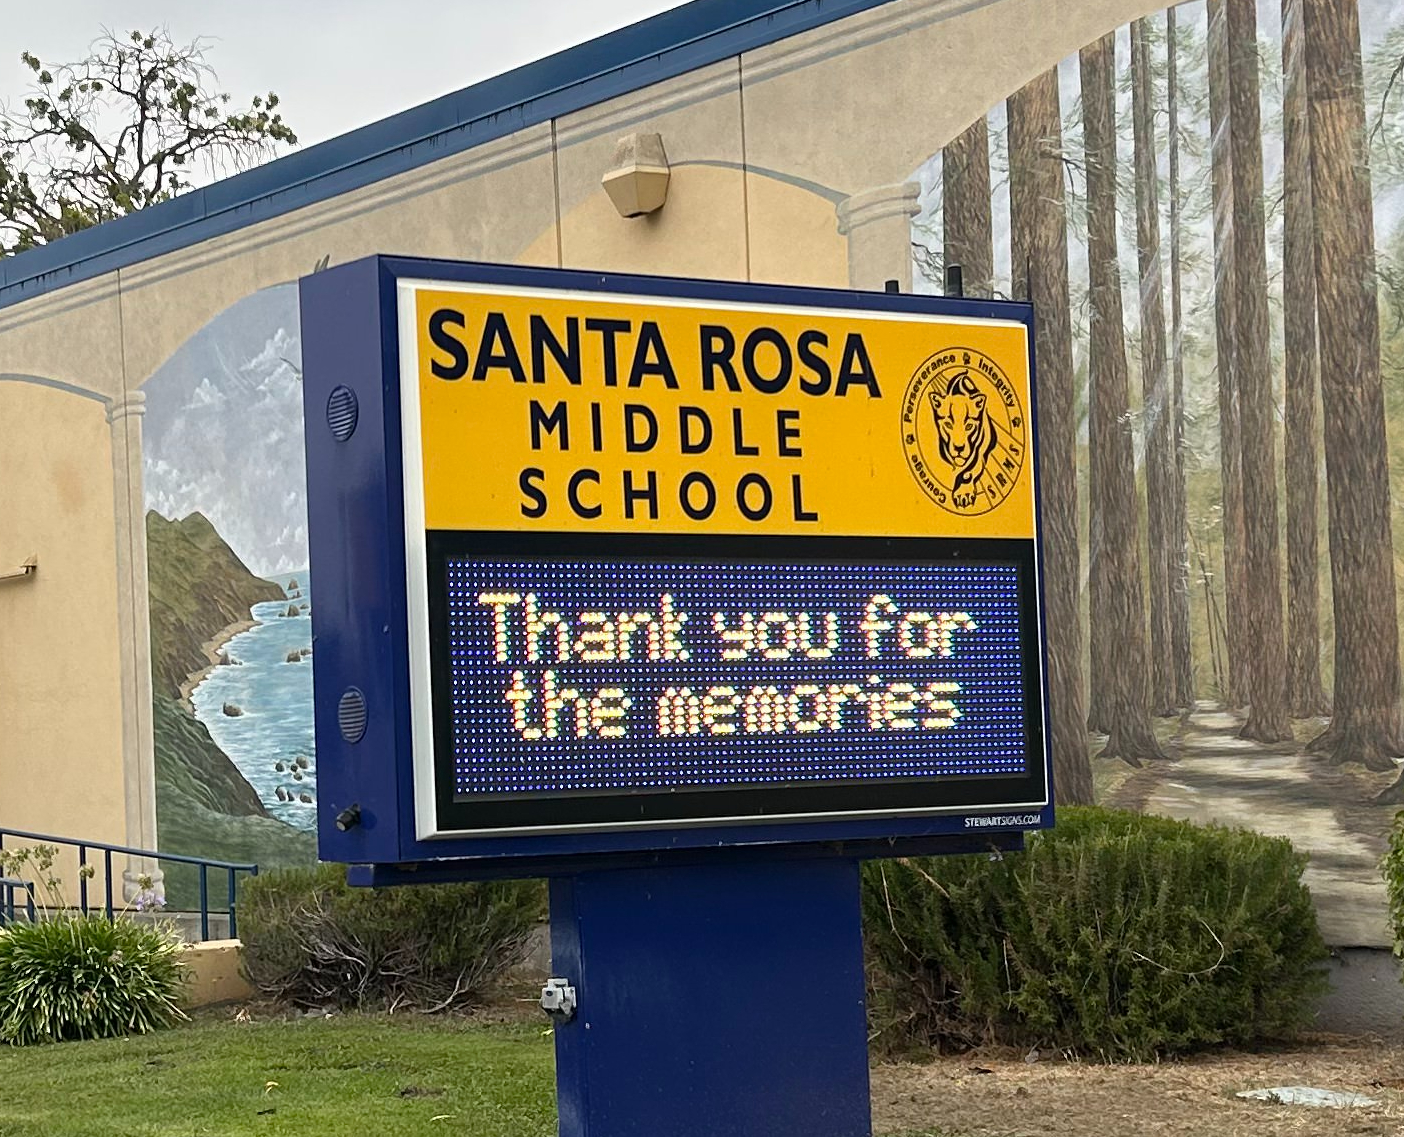 SANTA ROSA
MIDDLE
SCHOOL
Courage Perseverance Integrity
SRMS
Thank you for
the memories
STEWARTSIGNS.COM